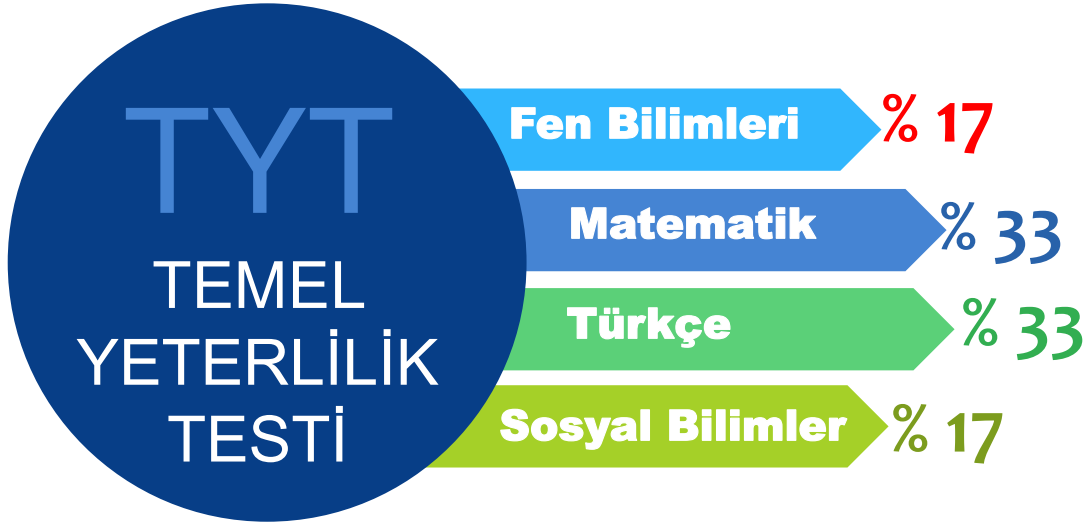 TYT
TEMEL
YETERLİLİK
TESTİ
Fen Bilimleri % 17
Matematik % 33
Türkçe % 33
Sosyal Bilimler % 17